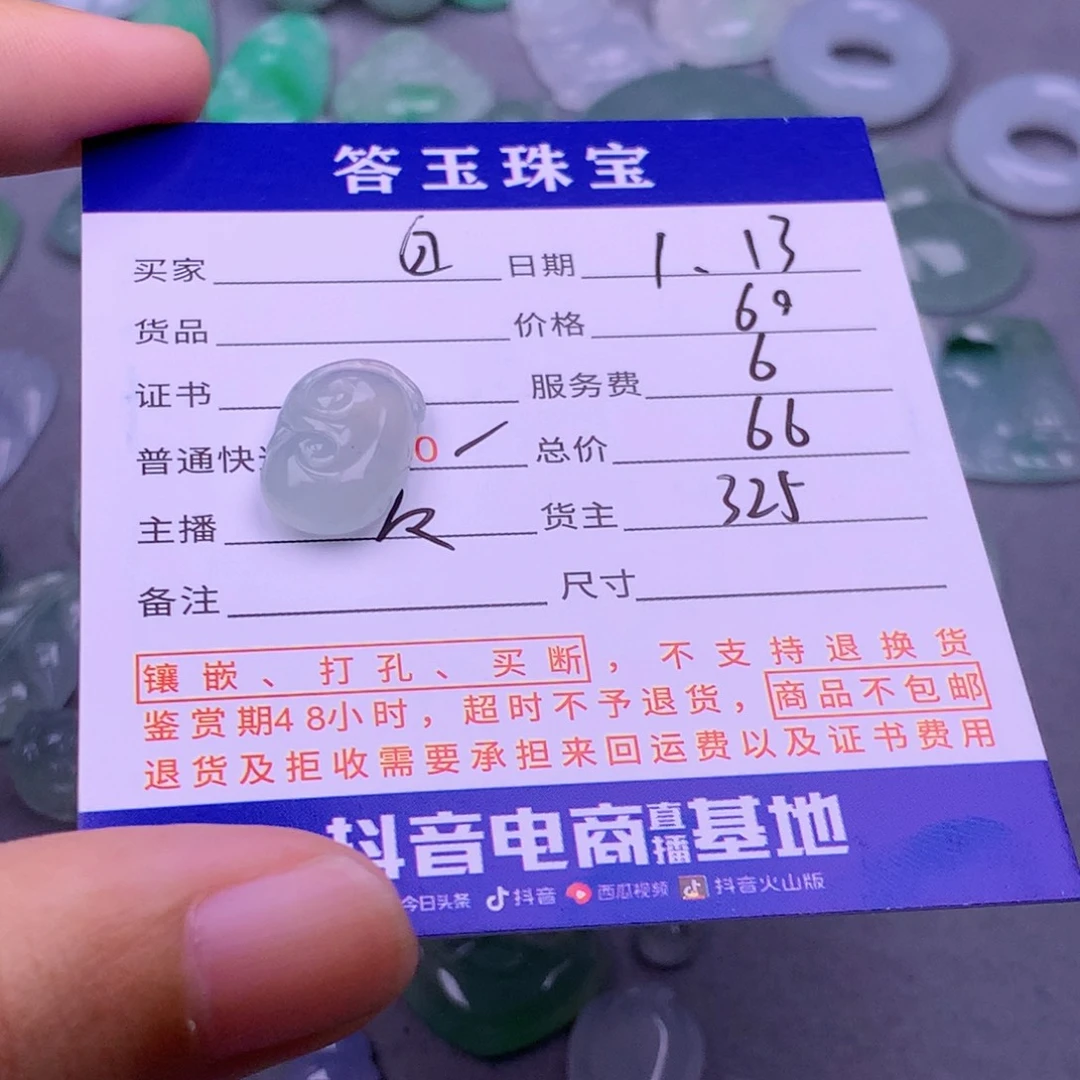 答玉珠宝
买家 日期 1、13
货品 价格 60
证书 服务费 6
普通快 0 / 总价 66
主播 货主 325
备注 尺寸
镶嵌、打孔、买断，不支持退换货
鉴赏期48小时，超时不予退货，商品不包邮
退货及拒收需要承担来回运费以及证书费用
抖音电商直播基地
今日头条 抖音 西瓜视频 抖音火山版